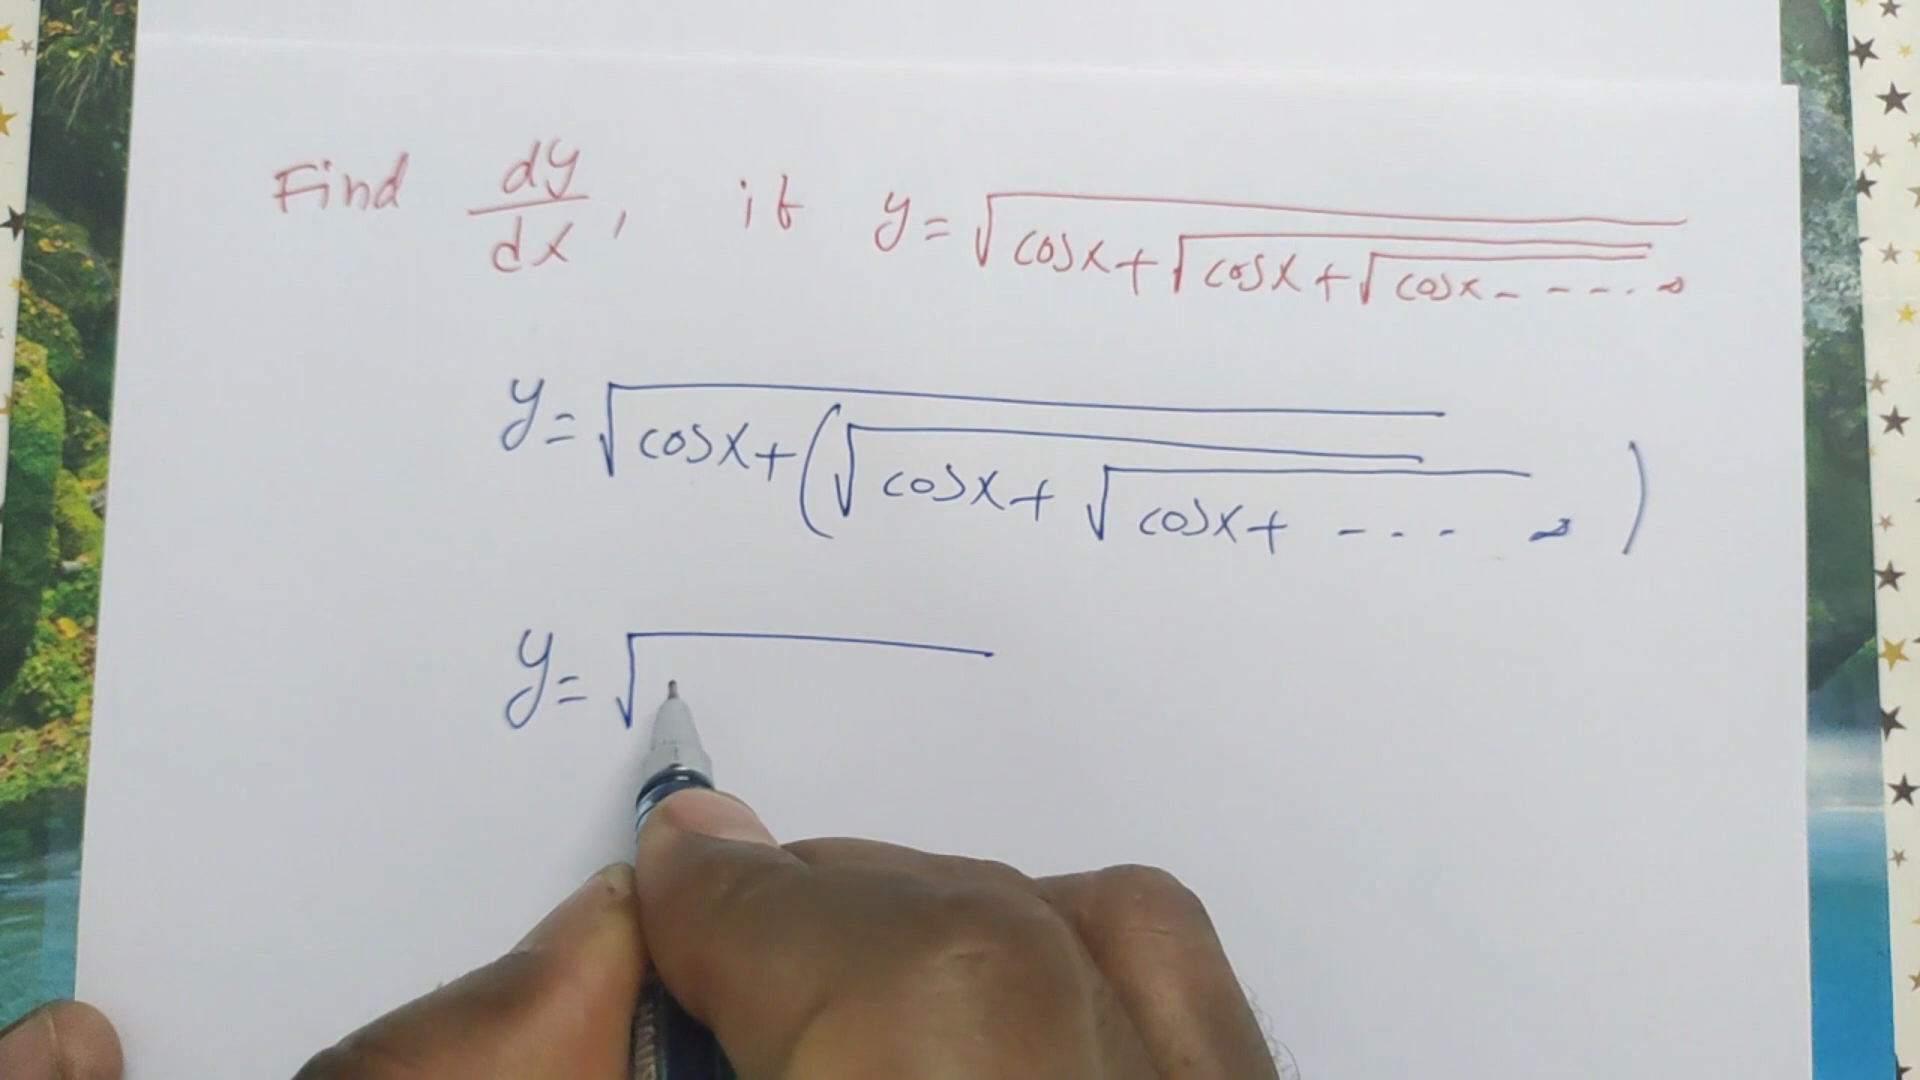 Find dy/dx, if y=√(cosx+√(cosx+√(cosx- - - - . ∞
y=√(cosx+(√(cosx+√(cosx+ - - - ∞ )
y=√